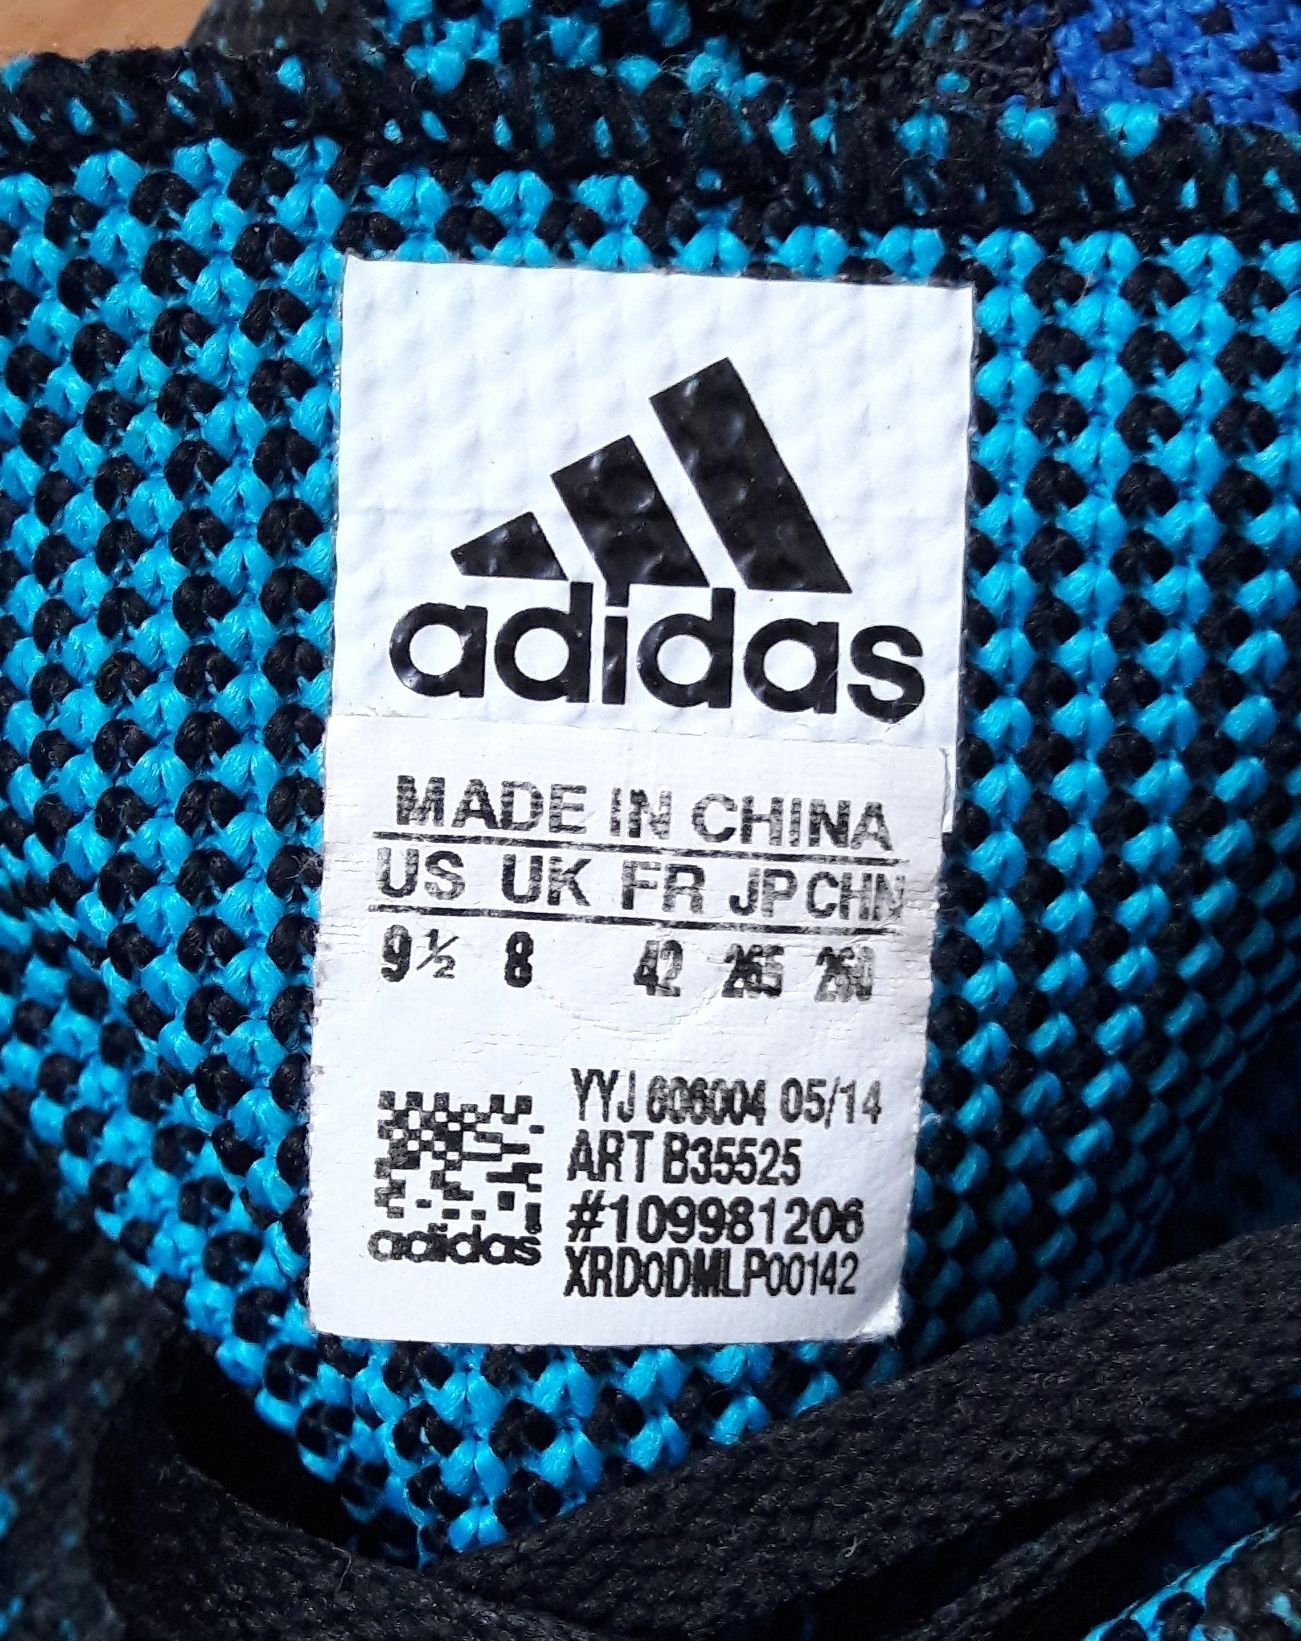 adidas
MADE IN CHINA
US UK FR JP CHN
9½ 8 42 265 260
YYJ 606004 05/14
ART B35525
#109981206
XRD0DMLP00142
adidas